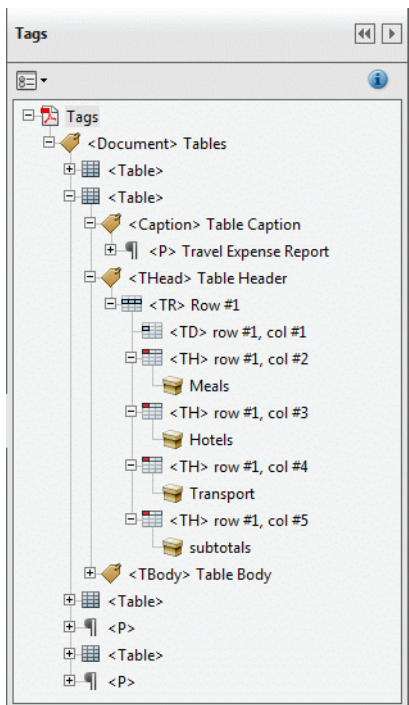 Tags
Tags
<Document> Tables
<Table>
<Table>
<Caption> Table Caption
<P> Travel Expense Report
<THead> Table Header
<TR> Row #1
<TD> row #1, col #1
<TH> row #1, col #2
Meals
<TH> row #1, col #3
Hotels
<TH> row #1, col #4
Transport
<TH> row #1, col #5
subtotals
<TBody> Table Body
<Table>
<P>
<Table>
<P>